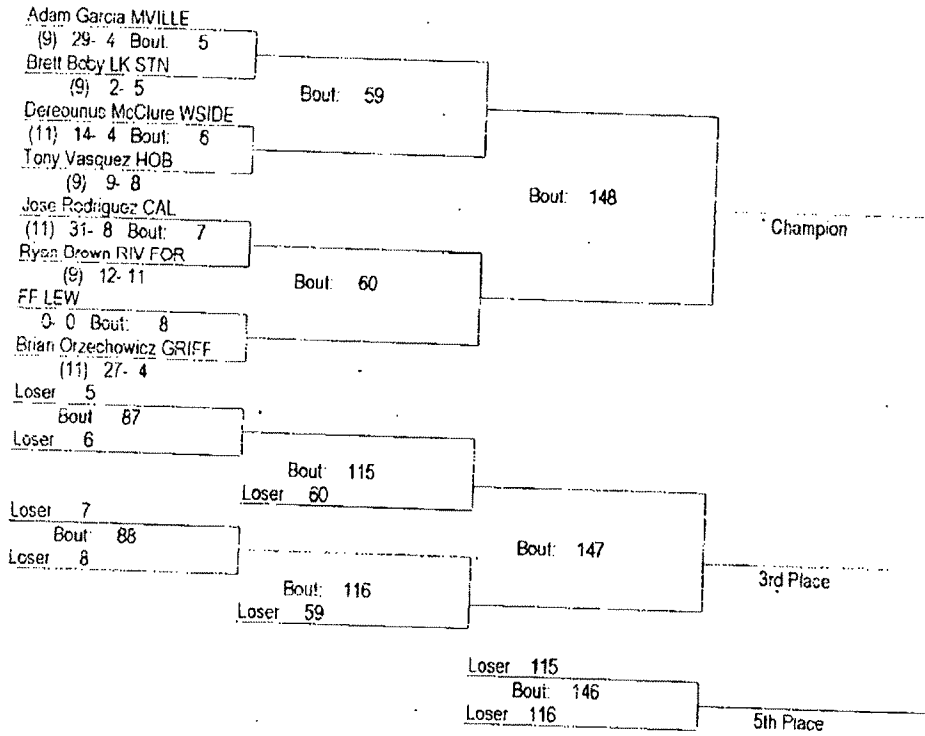 Adam Garcia MVILLE
(9) 29- 4 Bout: 5
Brett Boby LK STN
(9) 2- 5
Bout: 59
Dereounus McClure WSIDE
(11) 14- 4 Bout: 6
Tony Vasquez HOB
(9) 9- 8
Bout: 148
Champion
Jose Rodriguez CAL
(11) 31- 8 Bout: 7
Ryan Brown RIV FOR
(9) 12- 11
Bout: 60
FF LEW
0- 0 Bout: 8
Brian Orzechowicz GRIFF
(11) 27- 4
Loser 5
Bout 87
Loser 6
Bout: 115
Loser 60
Loser 7
Bout: 88
Loser 8
Bout: 147
3rd Place
Bout: 116
Loser 59
Loser 115
Bout: 146
Loser 116
5th Place